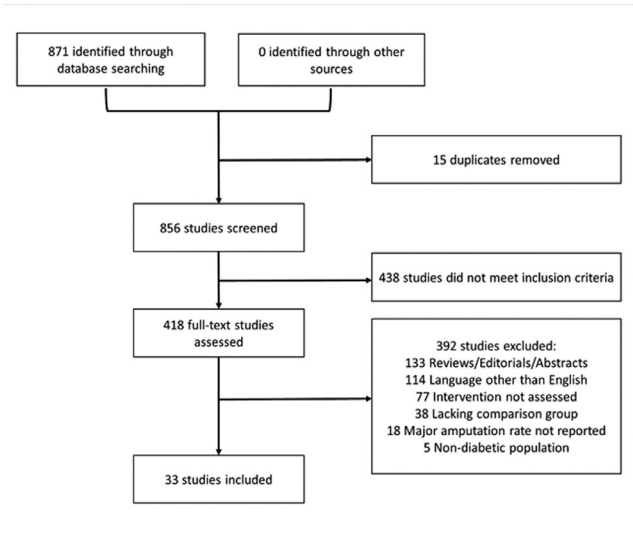 871 identified through
database searching
0 identified through other
sources
15 duplicates removed
856 studies screened
438 studies did not meet inclusion criteria
418 full-text studies
assessed
392 studies excluded:
133 Reviews/Editorials/Abstracts
114 Language other than English
77 Intervention not assessed
38 Lacking comparison group
18 Major amputation rate not reported
5 Non-diabetic population
33 studies included